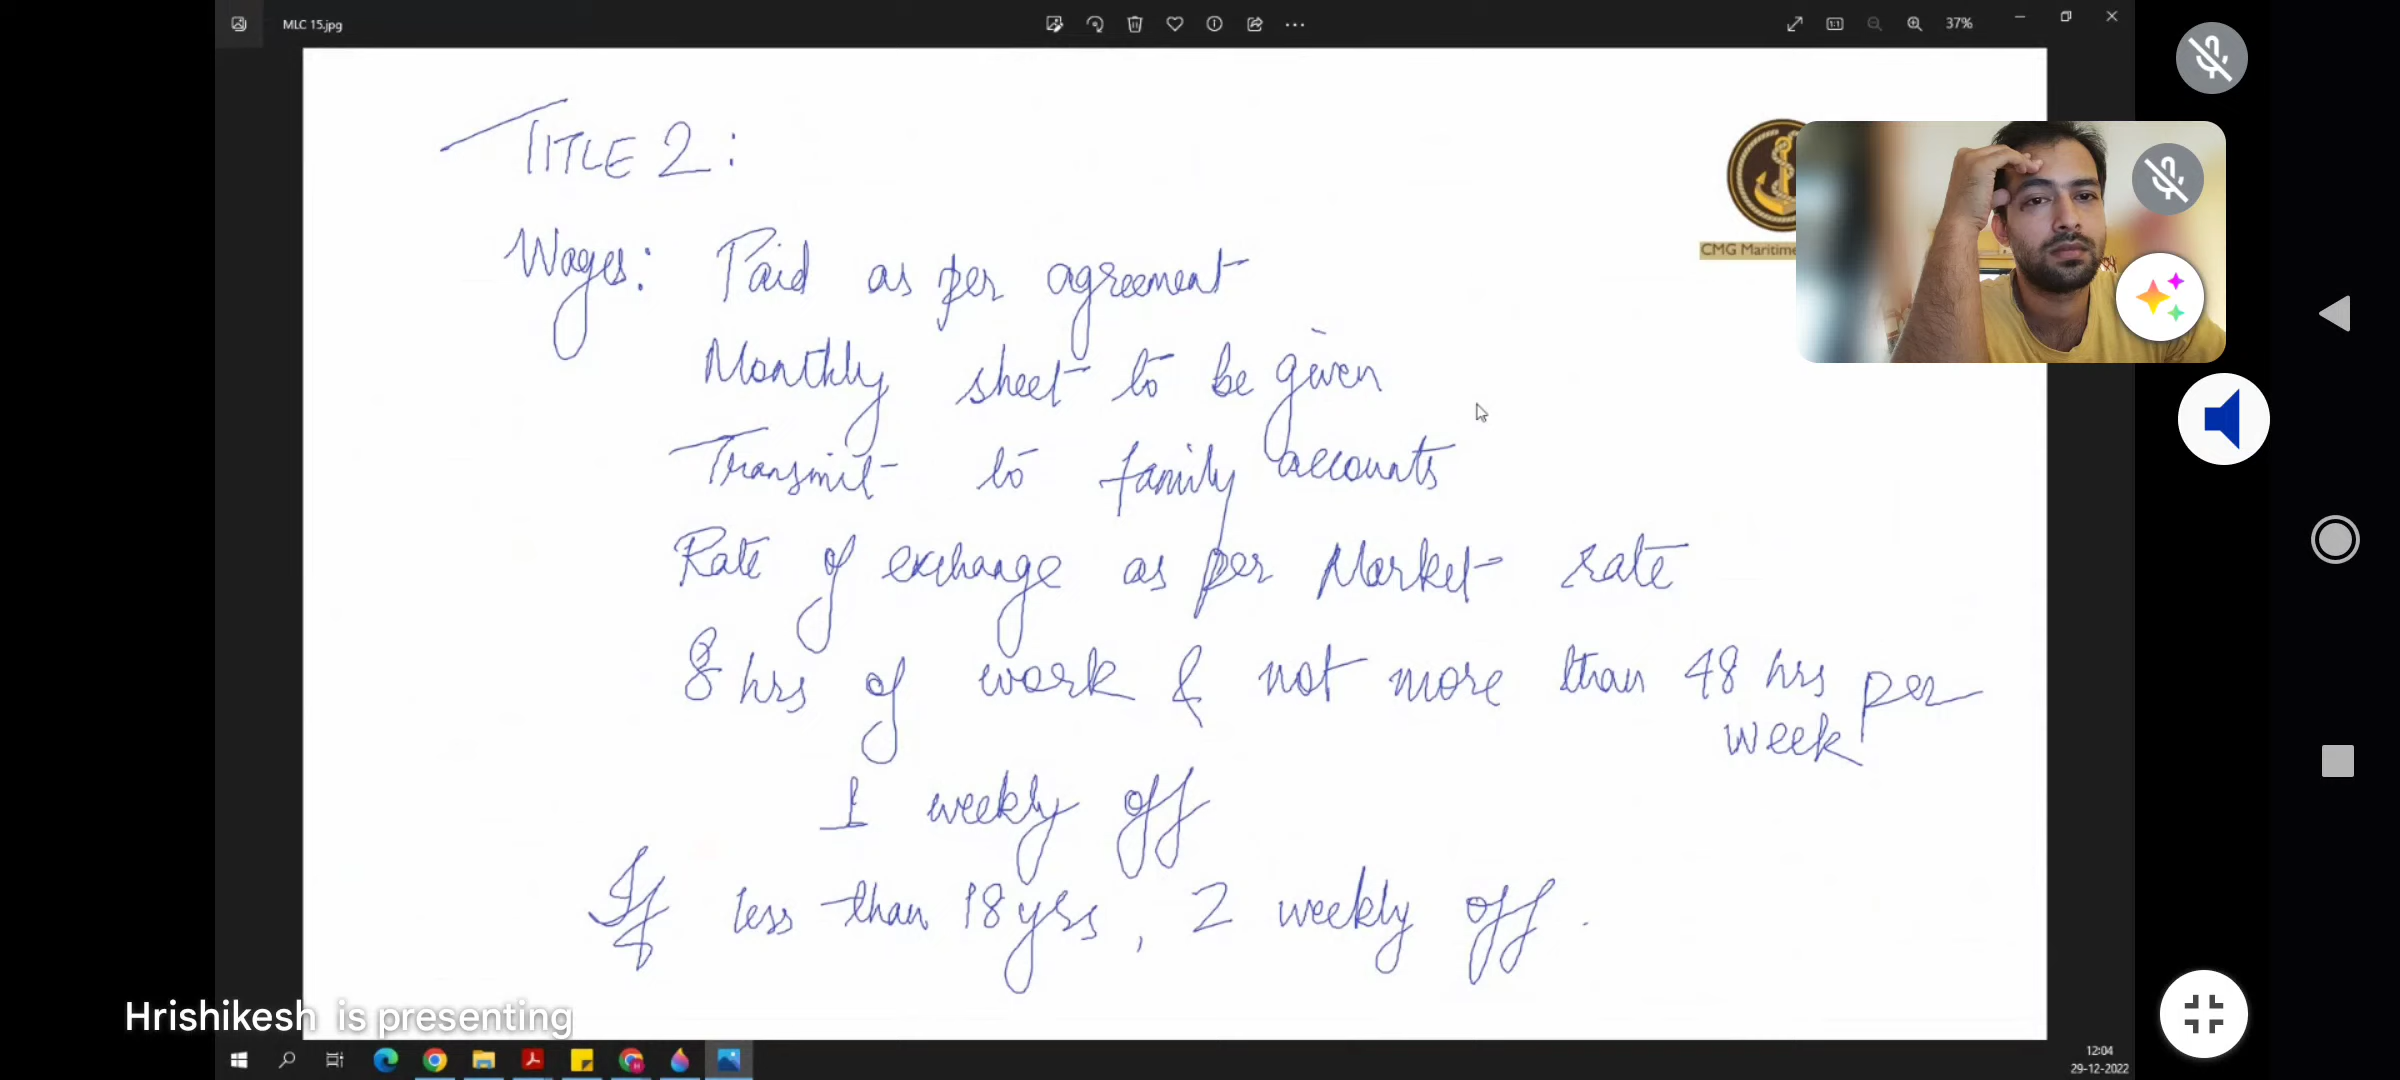 MLC 15.jpg
37%
TITLE 2:
CMG Maritime
Wages: Paid as per agreement
Monthly sheet to be given
Transmit to family accounts
Rate of exchange as per Market rate
8 hrs of work & not more than 48 hrs per
week
1 weekly off
If less than 18 yrs, 2 weekly off.
Hrishikesh is presenting
12:04
29-12-2022